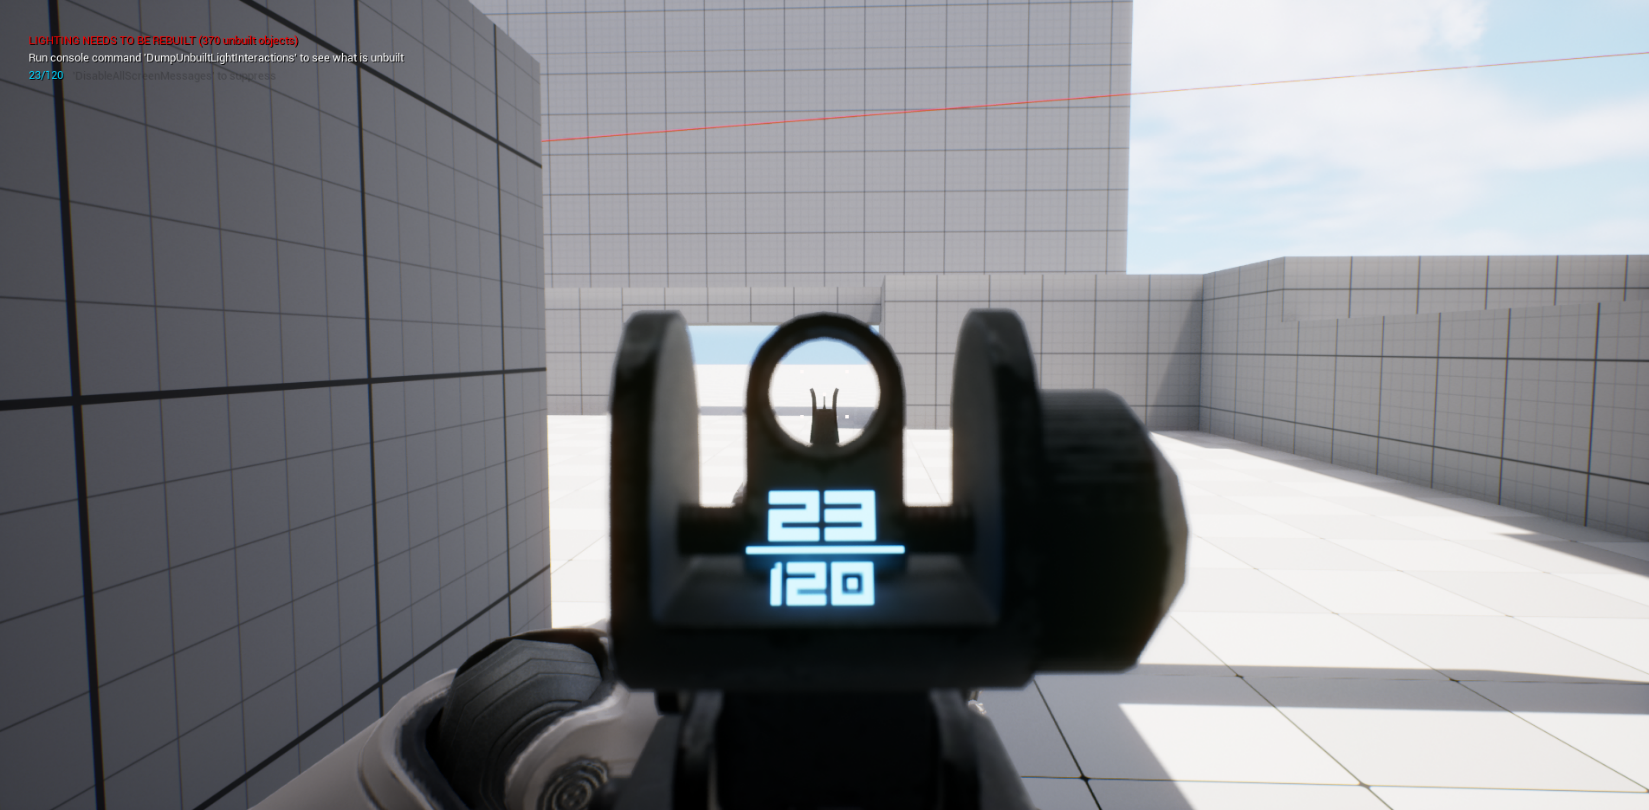 LIGHTING NEEDS TO BE REBUILT (370 unbuilt objects)
Run console command 'DumpUnbuiltLightInteractions' to see what is unbuilt
23/120 'DisableAllScreenMessages' to suppress
23
120